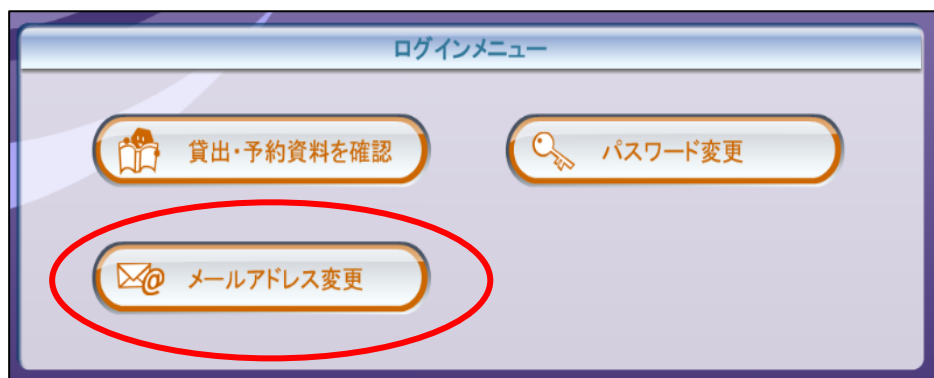 ログインメニュー
貸出・予約資料を確認
パスワード変更
メールアドレス変更